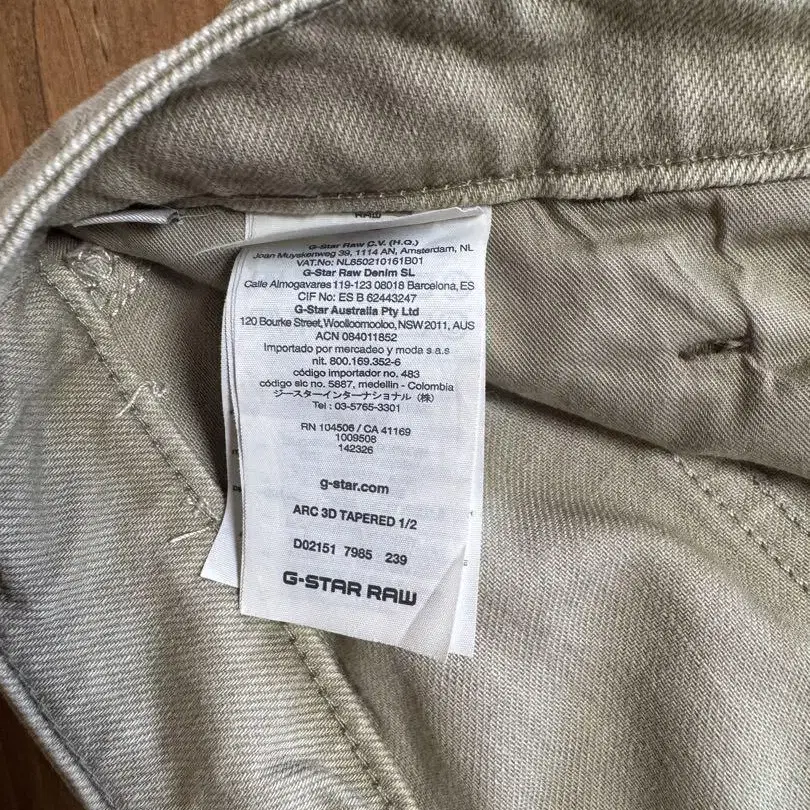 RAW
G-Star Raw C.V. (H.Q.)
Joan Muyskenweg 39, 1114 AN, Amsterdam, NL
VAT.No: NL850210161B01
G-Star Raw Denim SL
Calle Almogavares 119-123 08018 Barcelona, ES
CIF No: ES B 62443247
G-Star Australia Pty Ltd
120 Bourke Street, Woolloomooloo, NSW 2011, AUS
ACN 084011852
Importado por mercadeo y moda s.a.s
nit. 800.169.352-6
código importador no. 483
código sic no. 5887, medellin - Colombia
ジースターインターナショナル (株)
Tel : 03-5765-3301
RN 104506 / CA 41169
1009508
142326
g-star.com
ARC 3D TAPERED 1/2
D02151 7985 239
G-STAR RAW